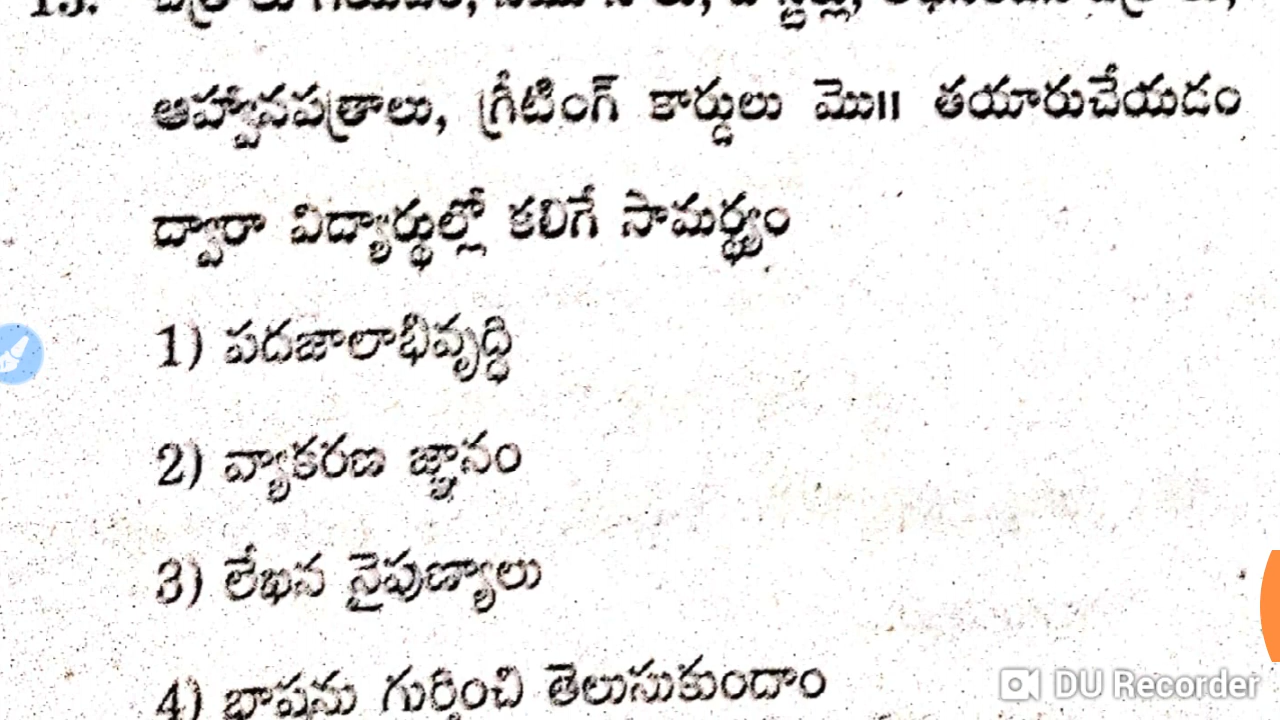 ఆహ్వానపత్రాలు, గ్రీటింగ్ కార్డులు మొ॥ తయారుచేయడం
ద్వారా విద్యార్థుల్లో కలిగే సామర్థ్యం
1) పదజాలాభివృద్ధి
2) వ్యాకరణ జ్ఞానం
3) లేఖన నైపుణ్యాలు
4) భాషను గుర్తించి తెలుసుకుందాం
DU Recorder